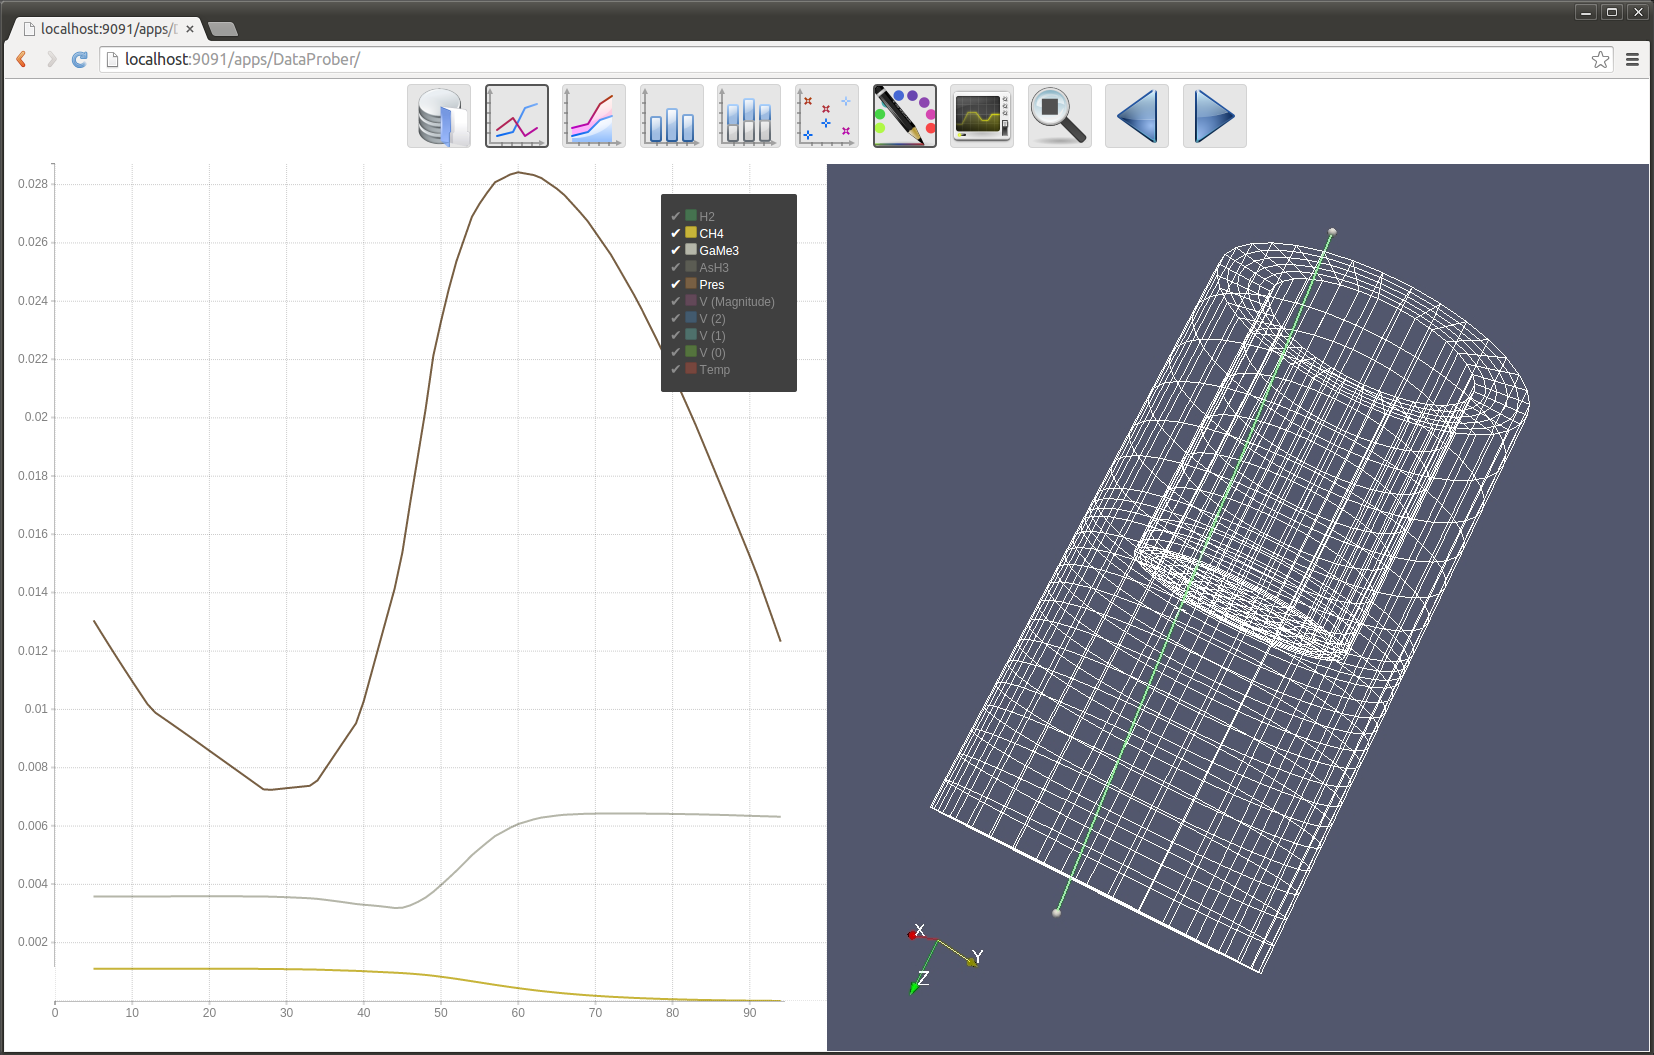 localhost:9091/apps/D
localhost:9091/apps/DataProber/
0.028
0.026
0.024
0.022
0.02
0.018
0.016
0.014
0.012
0.01
0.008
0.006
0.004
0.002
0 10 20 30 40 50 60 70 80 90
H2
CH4
GaMe3
AsH3
Pres
V (Magnitude)
V (2)
V (1)
V (0)
Temp
X
Y
Z